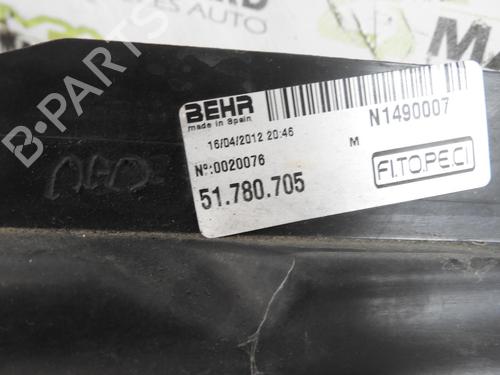 BEHR
made in Spain
N1490007
16/04/2012 20:46
M
Nº:0020076
51.780.705
FI.TO.PE.CI
B-PARTS